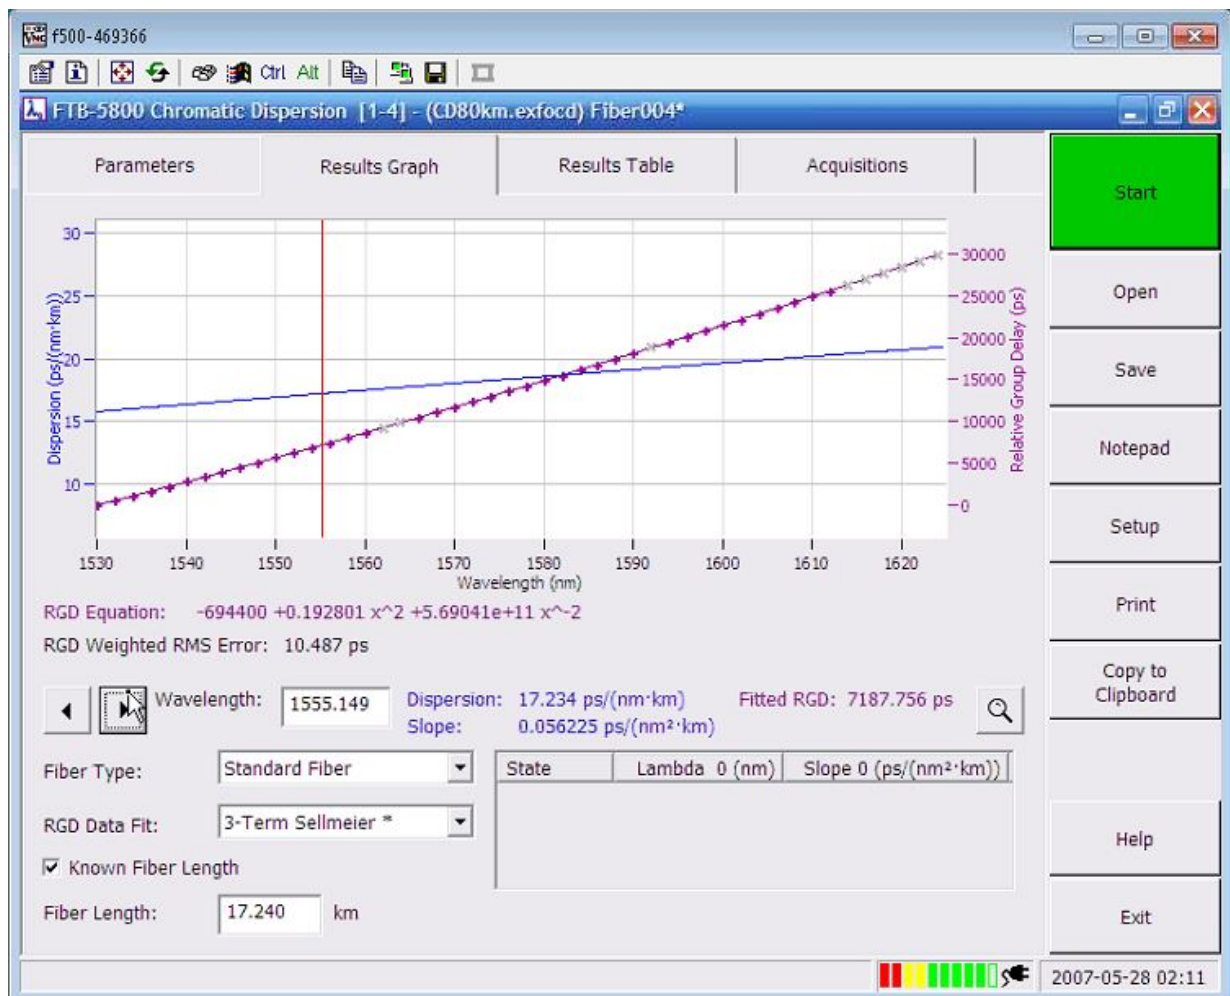 f500-469366
Ctrl Alt
FTB-5800 Chromatic Dispersion [1-4] - (CD80km.exfocd) Fiber004*
Parameters
Results Graph
Results Table
Acquisitions
Dispersion (ps/(nm·km))
30
25
20
15
10
30000
25000
20000
15000
10000
5000
0
Relative Group Delay (ps)
1530 1540 1550 1560 1570 1580 1590 1600 1610 1620
Wavelength (nm)
RGD Equation: -694400 +0.192801 x^2 +5.69041e+11 x^-2
RGD Weighted RMS Error: 10.487 ps
Wavelength: 1555.149 Dispersion: 17.234 ps/(nm·km) Fitted RGD: 7187.756 ps
Slope: 0.056225 ps/(nm²·km)
Fiber Type: Standard Fiber
RGD Data Fit: 3-Term Sellmeier *
Known Fiber Length
Fiber Length: 17.240 km
State Lambda 0 (nm) Slope 0 (ps/(nm²·km))
Start
Open
Save
Notepad
Setup
Print
Copy to
Clipboard
Help
Exit
2007-05-28 02:11